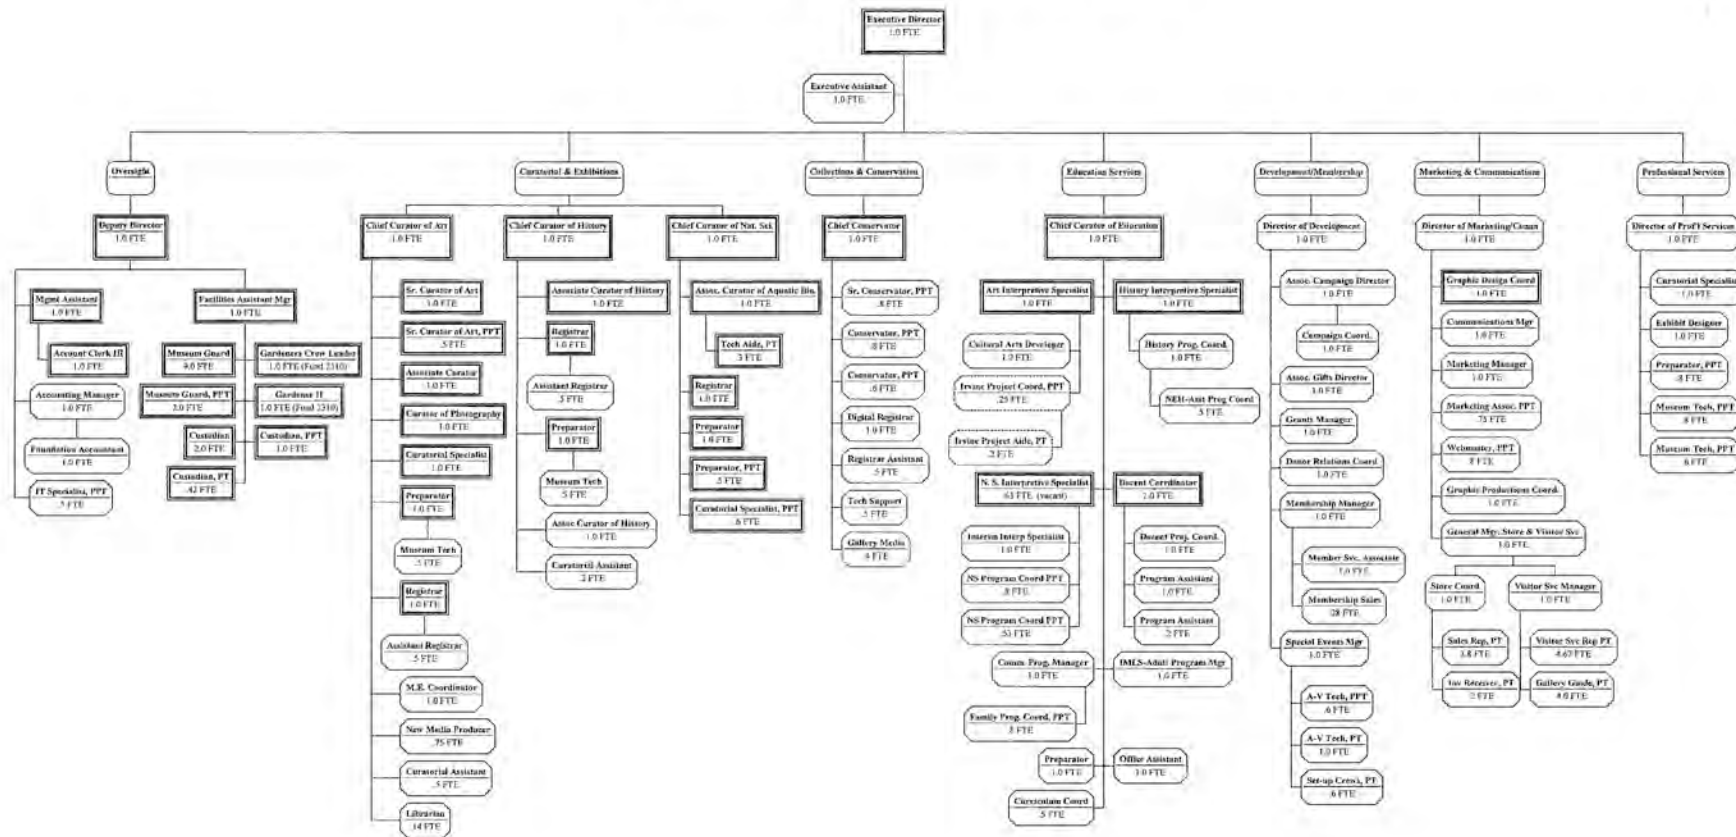 Executive Director
1.0 FTE
Executive Assistant
1.0 FTE
Oversight
Curatorial & Exhibitions
Collections & Conservation
Education Services
Development/Membership
Marketing & Communications
Professional Services
Deputy Director
1.0 FTE
Chief Curator of Art
1.0 FTE
Chief Curator of History
1.0 FTE
Chief Curator of Nat. Sci.
1.0 FTE
Chief Conservator
1.0 FTE
Chief Curator of Education
1.0 FTE
Director of Development
1.0 FTE
Director of Marketing/Comm
1.0 FTE
Director of Prof'l Services
1.0 FTE
Mgmt Assistant
1.0 FTE
Account Clerk III
1.0 FTE
Accounting Manager
1.0 FTE
Foundation Accountant
1.0 FTE
IT Specialist, PPT
.5 FTE
Facilities Assistant Mgr
1.0 FTE
Museum Guard
FTE
Gardeners Crew Leader
1.0 FTE (Fund 2310)
Museum Guard, PPT
FTE
Gardener II
1.0 FTE (Fund 2310)
Custodian
2.0 FTE
Custodian, PPT
1.0 FTE
Custodian, PT
.42 FTE
Sr. Curator of Art
1.0 FTE
Sr. Curator of Art, PPT
.5 FTE
Associate Curator
1.0 FTE
Curator of Photography
1.0 FTE
Curatorial Specialist
1.0 FTE
Preparator
1.0 FTE
Museum Tech
.5 FTE
Registrar
1.0 FTE
Assistant Registrar
.5 FTE
M.E. Coordinator
1.0 FTE
New Media Producer
.75 FTE
Curatorial Assistant
.5 FTE
Librarian
.14 FTE
Associate Curator of History
1.0 FTE
Registrar
1.0 FTE
Assistant Registrar
.5 FTE
Preparator
1.0 FTE
Museum Tech
.5 FTE
Assoc Curator of History
1.0 FTE
Curatorial Assistant
FTE
Assoc. Curator of Aquatic Bio.
1.0 FTE
Tech Aide, PT
FTE
Registrar
1.0 FTE
Preparator
1.0 FTE
Preparator, PPT
.5 FTE
Curatorial Specialist, PPT
FTE
Sr. Conservator, PPT
.8 FTE
Conservator, PPT
.8 FTE
Conservator, PPT
.6 FTE
Digital Registrar
1.0 FTE
Registrar Assistant
.5 FTE
Tech Support
.5 FTE
Gallery Media
FTE
Art Interpretive Specialist
1.0 FTE
History Interpretive Specialist
1.0 FTE
Cultural Arts Developer
1.0 FTE
Irvine Project Coord, PPT
.25 FTE
Irvine Project Aide, PT
.2 FTE
History Prog. Coord.
1.0 FTE
NEH-Asst Prog Coord
.5 FTE
N. S. Interpretive Specialist
FTE (vacant)
Docent Coordinator
1.0 FTE
Interim Interp Specialist
1.0 FTE
NS Program Coord PPT
.8 FTE
NS Program Coord PPT
.53 FTE
Docent Proj. Coord.
1.0 FTE
Program Assistant
1.0 FTE
Program Assistant
.2 FTE
Comm. Prog. Manager
1.0 FTE
IMLS-Adult Program Mgr
1.0 FTE
Family Prog. Coord, PPT
FTE
Preparator
1.0 FTE
Office Assistant
1.0 FTE
Curriculum Coord
.5 FTE
Assoc. Campaign Director
1.0 FTE
Campaign Coord.
1.0 FTE
Assoc. Gifts Director
1.0 FTE
Grants Manager
1.0 FTE
Donor Relations Coord
1.0 FTE
Membership Manager
1.0 FTE
Member Svc. Associate
1.0 FTE
Membership Sales
FTE
Special Events Mgr
1.0 FTE
A-V Tech, PPT
.6 FTE
A-V Tech, PT
1.0 FTE
Set-up Crew, PT
.6 FTE
Graphic Design Coord
1.0 FTE
Communications Mgr
1.0 FTE
Marketing Manager
1.0 FTE
Marketing Assoc. PPT
.75 FTE
Webmaster, PPT
.8 FTE
Graphic Productions Coord.
1.0 FTE
General Mgr. Store & Visitor Svc
1.0 FTE
Store Coord.
1.0 FTE
Visitor Svc Manager
1.0 FTE
Sales Rep, PT
FTE
Visitor Svc Rep PT
4.67 FTE
Inv Receiver, PT
FTE
Gallery Guide, PT
4.0 FTE
Curatorial Specialist
1.0 FTE
Exhibit Designer
1.0 FTE
Preparator, PPT
.8 FTE
Museum Tech, PPT
.8 FTE
Museum Tech, PPT
.6 FTE